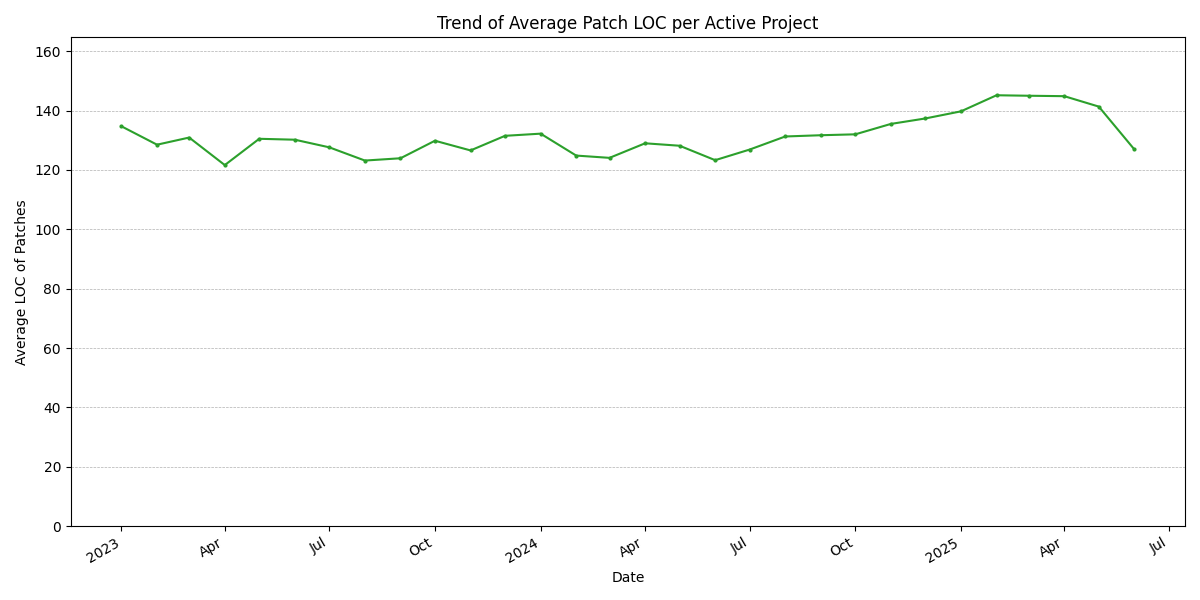 Trend of Average Patch LOC per Active Project
160
140
120
100
80
60
40
20
0
Average LOC of Patches
2023
Apr
Jul
Oct
2024
Apr
Jul
Oct
2025
Apr
Jul
Date